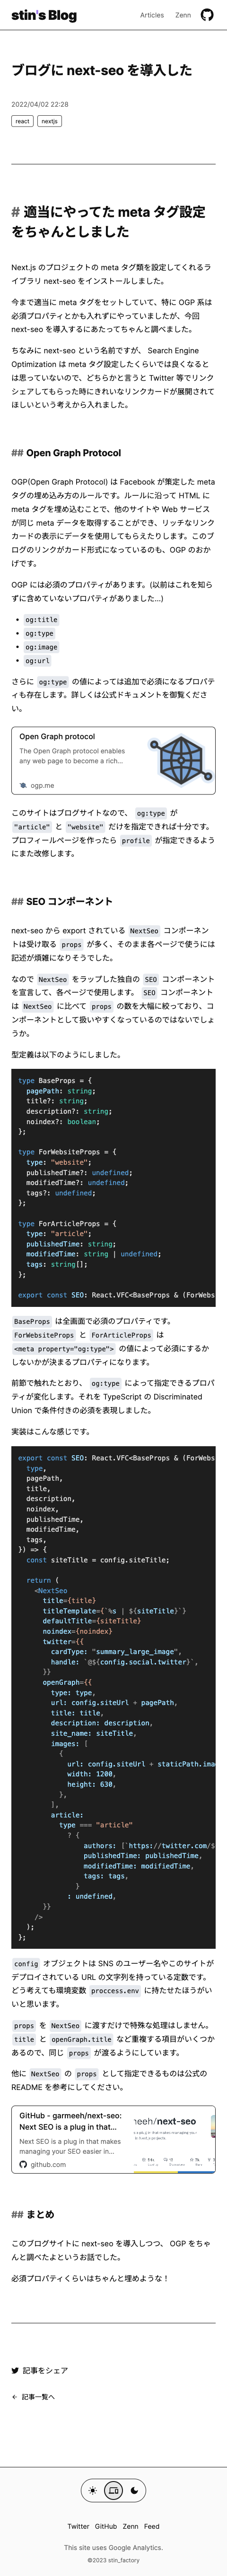 stin's Blog
Articles Zenn
ブログに next-seo を導入した
2022/04/02 22:28
react nextjs
# 適当にやってた meta タグ設定
をちゃんとしました
Next.js のプロジェクトの meta タグ類を設定してくれるラ
イブラリ next-seo をインストールしました。
今まで適当に meta タグをセットしていて、特に OGP 系は
必須プロパティとかも入れずにやっていましたが、今回
next-seo を導入するにあたってちゃんと調べました。
ちなみに next-seo という名前ですが、 Search Engine
Optimization は meta タグ設定したくらいでは良くなると
は思っていないので、どちらかと言うと Twitter 等でリンク
シェアしてもらった時にきれいなリンクカードが展開されて
ほしいという考えから入れました。
## Open Graph Protocol
OGP(Open Graph Protocol) は Facebook が策定した meta
タグの埋め込み方のルールです。ルールに沿って HTML に
meta タグを埋め込むことで、他のサイトや Web サービス
が同じ meta データを取得することができ、リッチなリンク
カードの表示にデータを使用してもらえたりします。このブ
ログのリンクがカード形式になっているのも、OGP のおか
げです。
OGP には必須のプロパティがあります。(以前はこれを知ら
ずに含めていないプロパティがありました...)
og:title
og:type
og:image
og:url
さらに og:type の値によっては追加で必須になるプロパテ
ィも存在します。詳しくは公式ドキュメントを御覧くださ
い。
Open Graph protocol
The Open Graph protocol enables
any web page to become a rich...
ogp.me
このサイトはブログサイトなので、 og:type が
"article" と "website" だけを指定できれば十分です。
プロフィールページを作ったら profile が指定できるよう
にまた改修します。
## SEO コンポーネント
next-seo から export されている NextSeo コンポーネン
トは受け取る props が多く、そのまま各ページで使うには
記述が煩雑になりそうでした。
なので NextSeo をラップした独自の SEO コンポーネント
を宣言して、各ページで使用します。 SEO コンポーネント
は NextSeo に比べて props の数を大幅に絞っており、コ
ンポーネントとして扱いやすくなっているのではないでしょ
うか。
型定義は以下のようにしました。
type BaseProps = {
pagePath: string;
title?: string;
description?: string;
noindex?: boolean;
};
type ForWebsiteProps = {
type: "website";
publishedTime?: undefined;
modifiedTime?: undefined;
tags?: undefined;
};
type ForArticleProps = {
type: "article";
publishedTime: string;
modifiedTime: string | undefined;
tags: string[];
};
export const SEO: React.VFC<BaseProps & (ForWebs
BaseProps は全画面で必須のプロパティです。
ForWebsiteProps と ForArticleProps は
<meta property="og:type"> の値によって必須にするか
しないかが決まるプロパティになります。
前節で触れたとおり、 og:type によって指定できるプロパ
ティが変化します。それを TypeScript の Discriminated
Union で条件付きの必須を表現しました。
実装はこんな感じです。
export const SEO: React.VFC<BaseProps & (ForWebs
type,
pagePath,
title,
description,
noindex,
publishedTime,
modifiedTime,
tags,
}) => {
const siteTitle = config.siteTitle;
return (
<NextSeo
title={title}
titleTemplate={`%s | ${siteTitle}`}
defaultTitle={siteTitle}
noindex={noindex}
twitter={{
cardType: "summary_large_image",
handle: `@${config.social.twitter}`,
}}
openGraph={{
type: type,
url: config.siteUrl + pagePath,
title: title,
description: description,
site_name: siteTitle,
images: [
{
url: config.siteUrl + staticPath.imag
width: 1200,
height: 630,
},
],
article:
type === "article"
? {
authors: [`https://twitter.com/$
publishedTime: publishedTime,
modifiedTime: modifiedTime,
tags: tags,
}
: undefined,
}}
/>
);
};
config オブジェクトは SNS のユーザー名やこのサイトが
デプロイされている URL の文字列を持っている定数です。
どう考えても環境変数 proccess.env に持たせたほうがい
いと思います。
props を NextSeo に渡すだけで特殊な処理はしません。
title と openGraph.title など重複する項目がいくつか
あるので、同じ props が渡るようにしています。
他に NextSeo の props として指定できるものは公式の
README を参考にしてください。
GitHub - garmeeh/next-seo:
Next SEO is a plug in that...
Next SEO is a plug in that makes
managing your SEO easier in...
github.com
neeh/next-seo
## まとめ
このブログサイトに next-seo を導入しつつ、 OGP をちゃ
んと調べたよというお話でした。
必須プロパティくらいはちゃんと埋めような！
記事をシェア
← 記事一覧へ
Twitter GitHub Zenn Feed
This site uses Google Analytics.
©2023 stin_factory